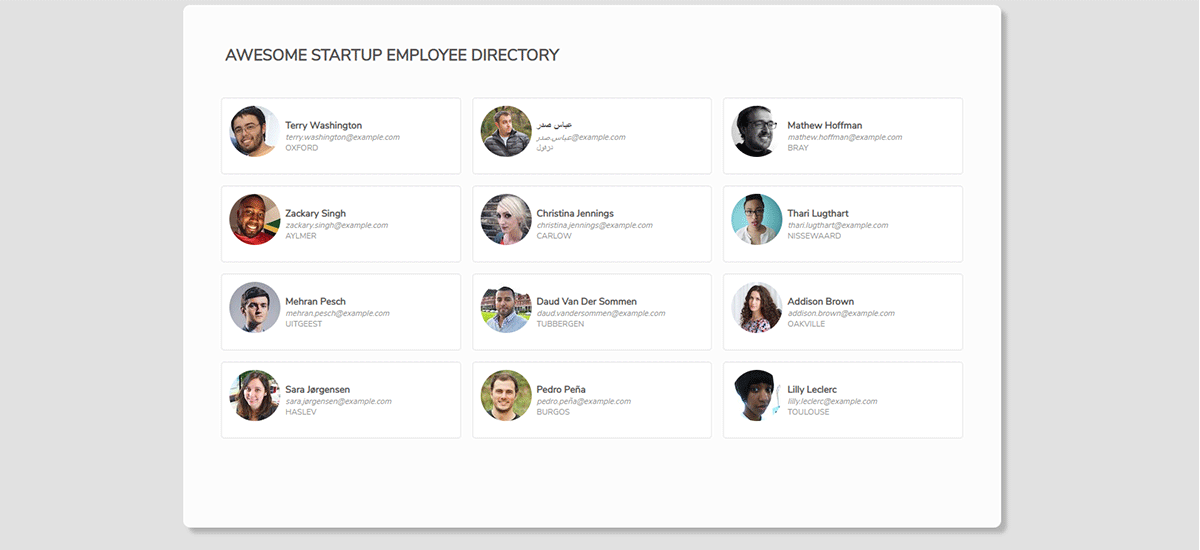 AWESOME STARTUP EMPLOYEE DIRECTORY
Terry Washington
terry.washington@example.com
OXFORD
عباس صدر
عباس.صدر@example.com
دزفول
Mathew Hoffman
mathew.hoffman@example.com
BRAY
Zackary Singh
zackary.singh@example.com
AYLMER
Christina Jennings
christina.jennings@example.com
CARLOW
Thari Lugthart
thari.lugthart@example.com
NISSEWAARD
Mehran Pesch
mehran.pesch@example.com
UITGEEST
Daud Van Der Sommen
daud.vandersommen@example.com
TUBBERGEN
Addison Brown
addison.brown@example.com
OAKVILLE
Sara Jørgensen
sara.jørgensen@example.com
HASLEV
Pedro Peña
pedro.peña@example.com
BURGOS
Lilly Leclerc
lilly.leclerc@example.com
TOULOUSE